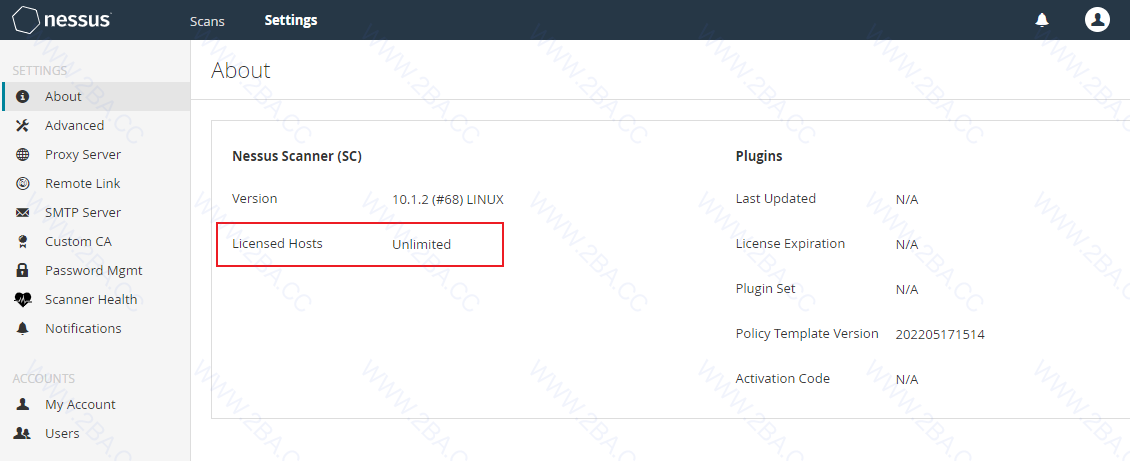 nessus
Scans
Settings
SETTINGS
About
Advanced
Proxy Server
Remote Link
SMTP Server
Custom CA
Password Mgmt
Scanner Health
Notifications
ACCOUNTS
My Account
Users
About
Nessus Scanner (SC)
Version 10.1.2 (#68) LINUX
Licensed Hosts Unlimited
Plugins
Last Updated N/A
License Expiration N/A
Plugin Set N/A
Policy Template Version 202205171514
Activation Code N/A
WWW.2BA.CC